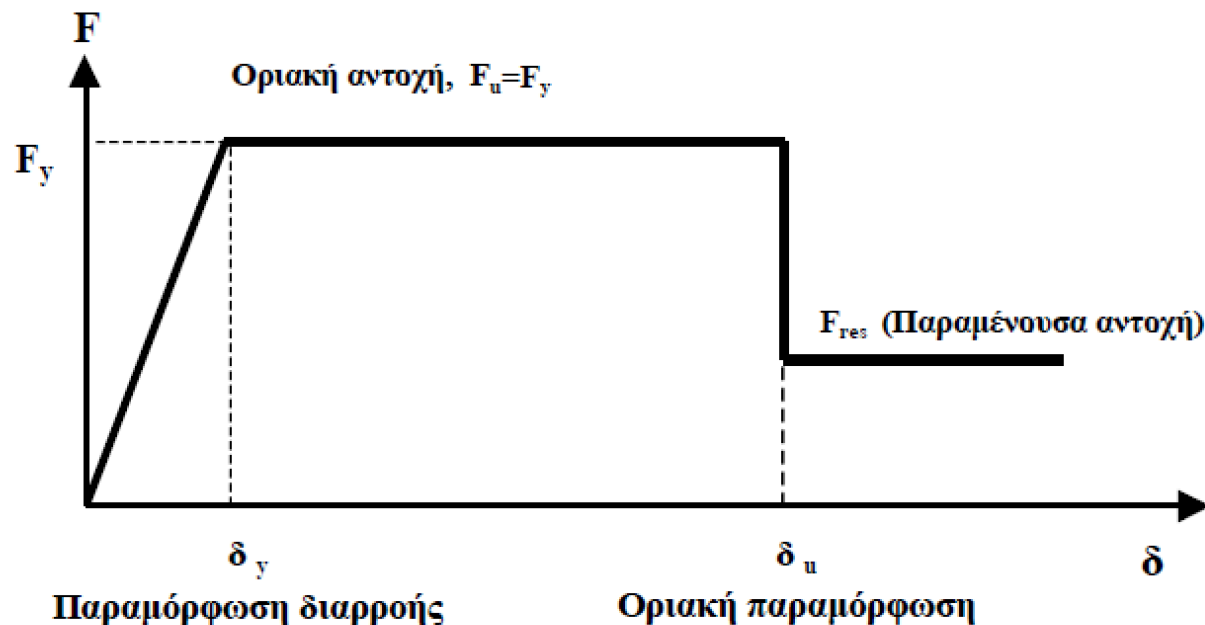 F
Οριακή αντοχή, Fu=Fy
Fy
Fres (Παραμένουσα αντοχή)
δ y
δ u
δ
Παραμόρφωση διαρροής
Οριακή παραμόρφωση